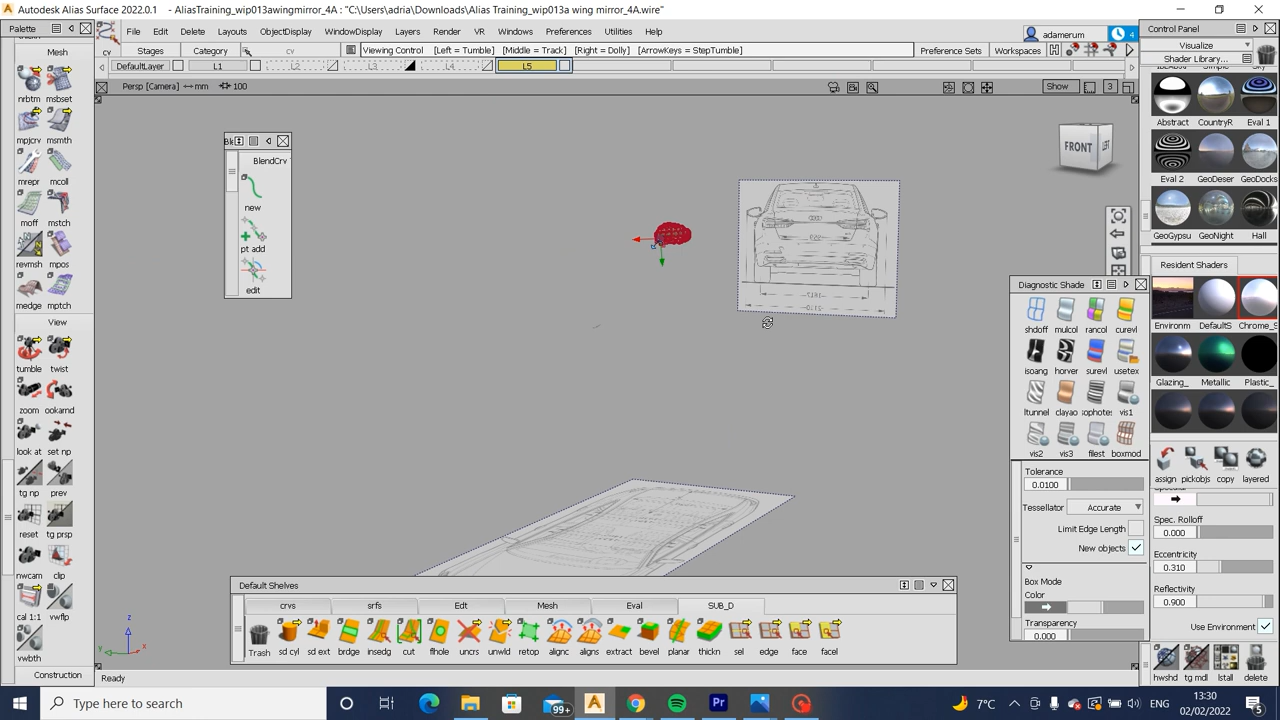 Autodesk Alias Surface 2022.0.1 - AliasTraining_wip013awingmirror_4A : "C:\Users\adria\Downloads\Alias Training_wip013a wing mirror_4A.wire"
Palette
File Edit Delete Layouts ObjectDisplay WindowDisplay Layers Render Windows Preferences Utilities Help
adamerum
4
Control Panel
Mesh
cv
Stages
Category
cv
Viewing Control [Left = Tumble] [Middle = Track] [Right = Dolly] [ArrowKeys = StepTumble]
Preference Sets
Workspaces
Visualize
Shader Library...
DefaultLayer
L1
L2
L3
L4
L5
Persp [Camera]
mm
100
Show
3
nrbtm
msbset
mpjcrv
msmth
mrepr
mcoll
moff
mstch
revmsh
mpos
medge
mptch
View
tumble
twist
zoom
lookarnd
look at
set np
tg np
prev
reset
tg prsp
nwcam
clip
cal 1:1
vwflp
vwbth
Construction
BlendCrv
new
pt add
edit
FRONT
LEFT
Abstract
CountryR
Eval 1
Eval 2
GeoDeser
GeoDocks
GeoGypsu
GeoNight
Hall
Resident Shaders
Environm
DefaultS
Chrome_S
Glazing_
Metallic
Plastic_
assign
pickobjs
copy
layered
Spec. Rolloff
0.000
Eccentricity
0.310
Reflectivity
0.900
Use Environment
hwshd
tg mdl
lstall
delete
Diagnostic Shade
shdoff
mulcol
rancol
curevl
isoang
horver
surevl
usetex
ltunnel
clayao
isophotes
vis1
vis2
vis3
filest
boxmod
Tolerance
0.0100
Tessellator
Accurate
Limit Edge Length
New objects
Box Mode
Color
Transparency
0.000
Default Shelves
crvs
srfs
Edt
Mesh
Eval
SUB_D
Trash
sd cyl
sd ext
brdge
insedg
cut
flhole
uncrs
unwld
retop
alignc
aligns
extract
bevel
planar
thickn
sel
edge
face
facel
z
y
x
Ready
Type here to search
99+
7°C
ENG
13:30
02/02/2022